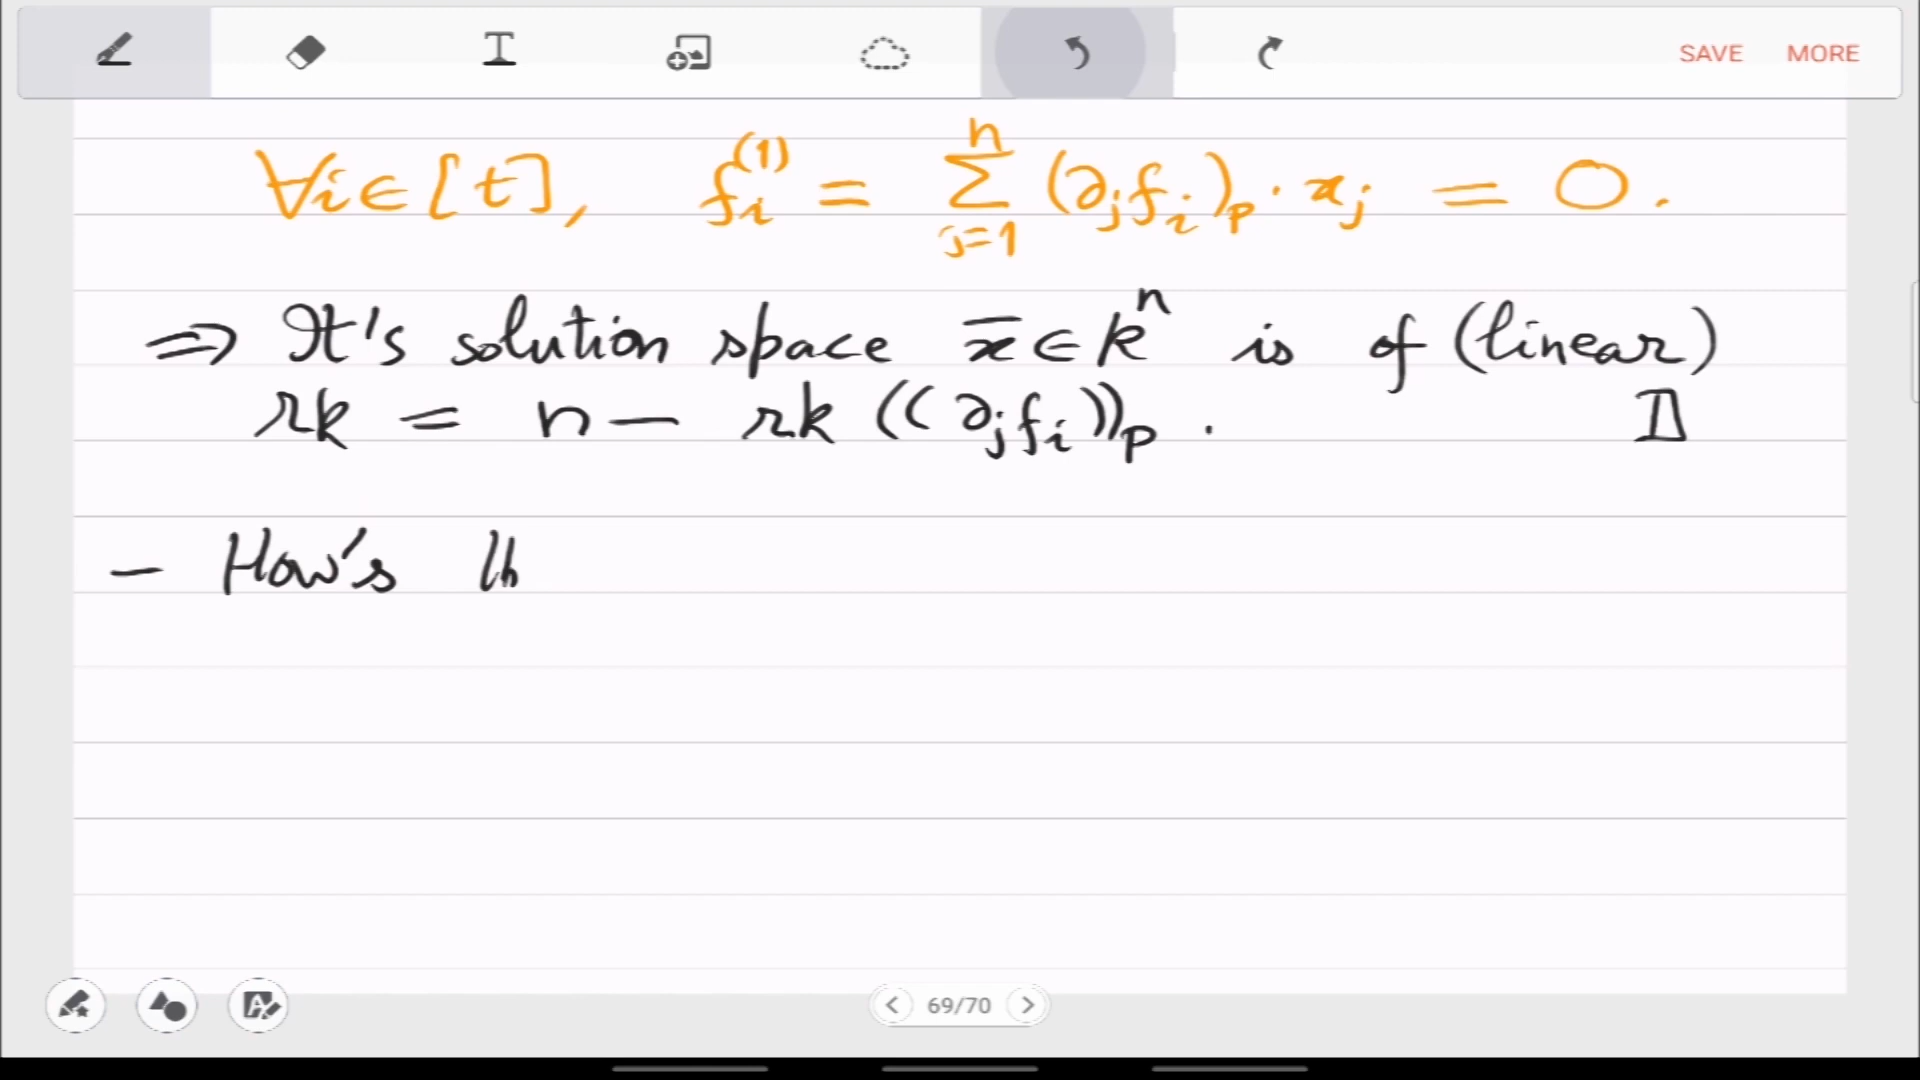 SAVE MORE
∀i∈[t], f_i^(1) = Σ_{j=1}^{n} (∂_j f_i)_p · x_j = 0.
⇒ It's solution space x̄ ∈ k^n is of (linear)
rk = n − rk ((∂_j f_i))_p .
- How's th
69/70